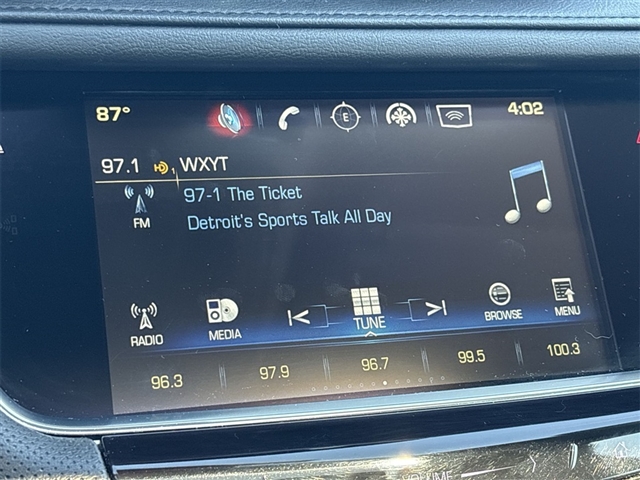 87°
E
4:02
97.1 WXYT
FM
97-1 The Ticket
Detroit's Sports Talk All Day
RADIO
MEDIA
TUNE
BROWSE
MENU
96.3
97.9
96.7
99.5
100.3
VOLUME